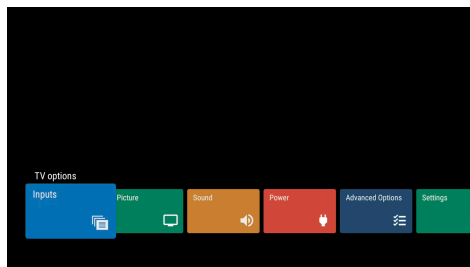 TV options
Inputs
Picture
Sound
Power
Advanced Options
Settings